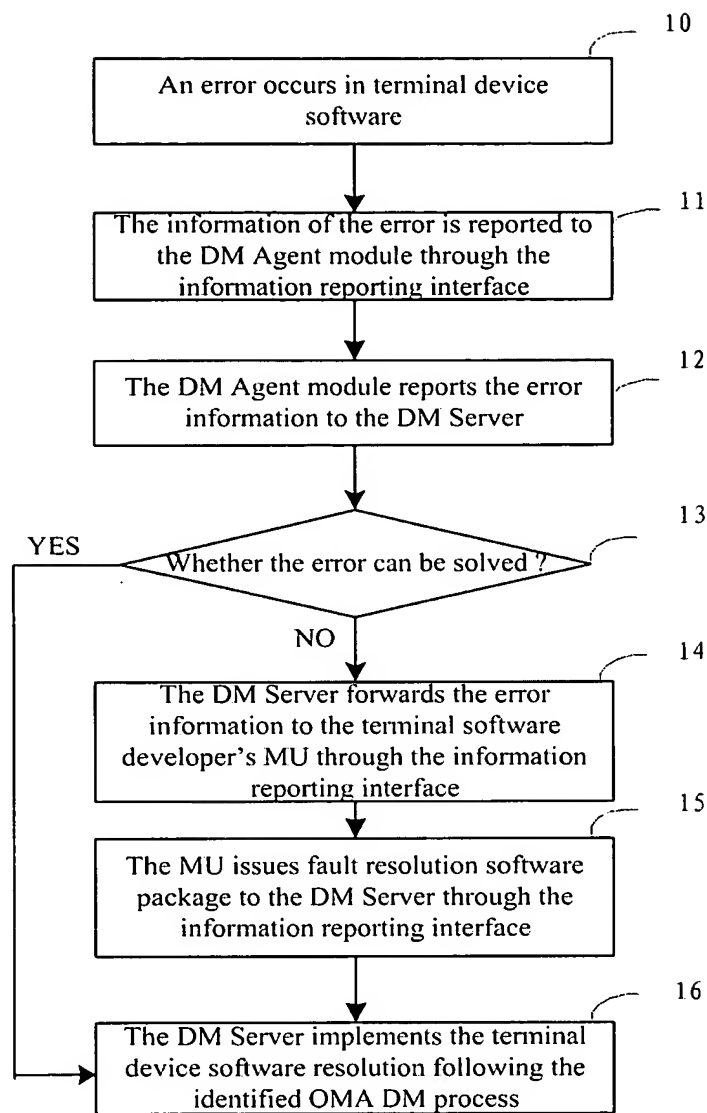 10
An error occurs in terminal device
software
11
The information of the error is reported to
the DM Agent module through the
information reporting interface
12
The DM Agent module reports the error
information to the DM Server
13
YES
Whether the error can be solved ?
NO
14
The DM Server forwards the error
information to the terminal software
developer's MU through the information
reporting interface
15
The MU issues fault resolution software
package to the DM Server through the
information reporting interface
16
The DM Server implements the terminal
device software resolution following the
identified OMA DM process